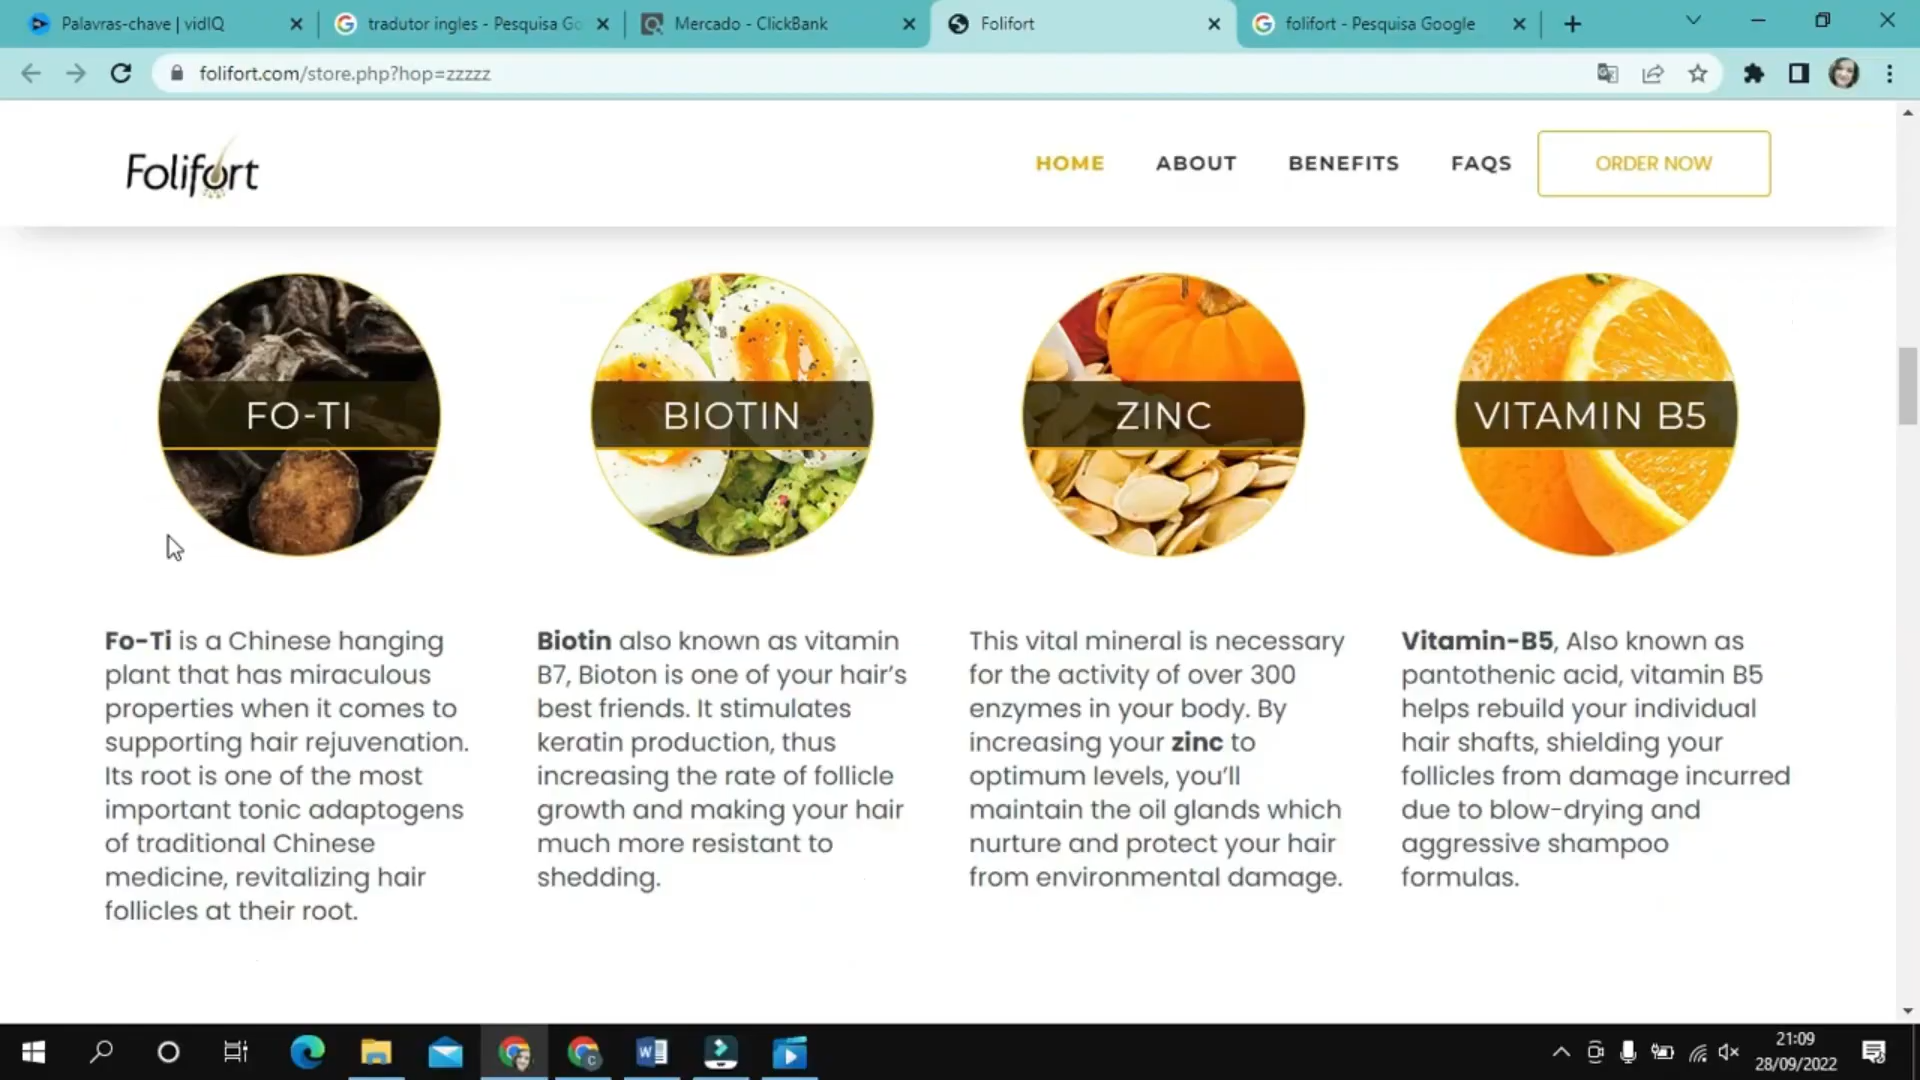 Palavras-chave | vidIQ
tradutor ingles - Pesquisa Go
Mercado - ClickBank
Folifort
folifort - Pesquisa Google
folifort.com/store.php?hop=zzzzz
Folifort
HOME
ABOUT
BENEFITS
FAQS
ORDER NOW
FO-TI
BIOTIN
ZINC
VITAMIN B5
Fo-Ti is a Chinese hanging
plant that has miraculous
properties when it comes to
supporting hair rejuvenation.
Its root is one of the most
important tonic adaptogens
of traditional Chinese
medicine, revitalizing hair
follicles at their root.
Biotin also known as vitamin
B7, Bioton is one of your hair’s
best friends. It stimulates
keratin production, thus
increasing the rate of follicle
growth and making your hair
much more resistant to
shedding.
This vital mineral is necessary
for the activity of over 300
enzymes in your body. By
increasing your zinc to
optimum levels, you’ll
maintain the oil glands which
nurture and protect your hair
from environmental damage.
Vitamin-B5, Also known as
pantothenic acid, vitamin B5
helps rebuild your individual
hair shafts, shielding your
follicles from damage incurred
due to blow-drying and
aggressive shampoo
formulas.
21:09
28/09/2022